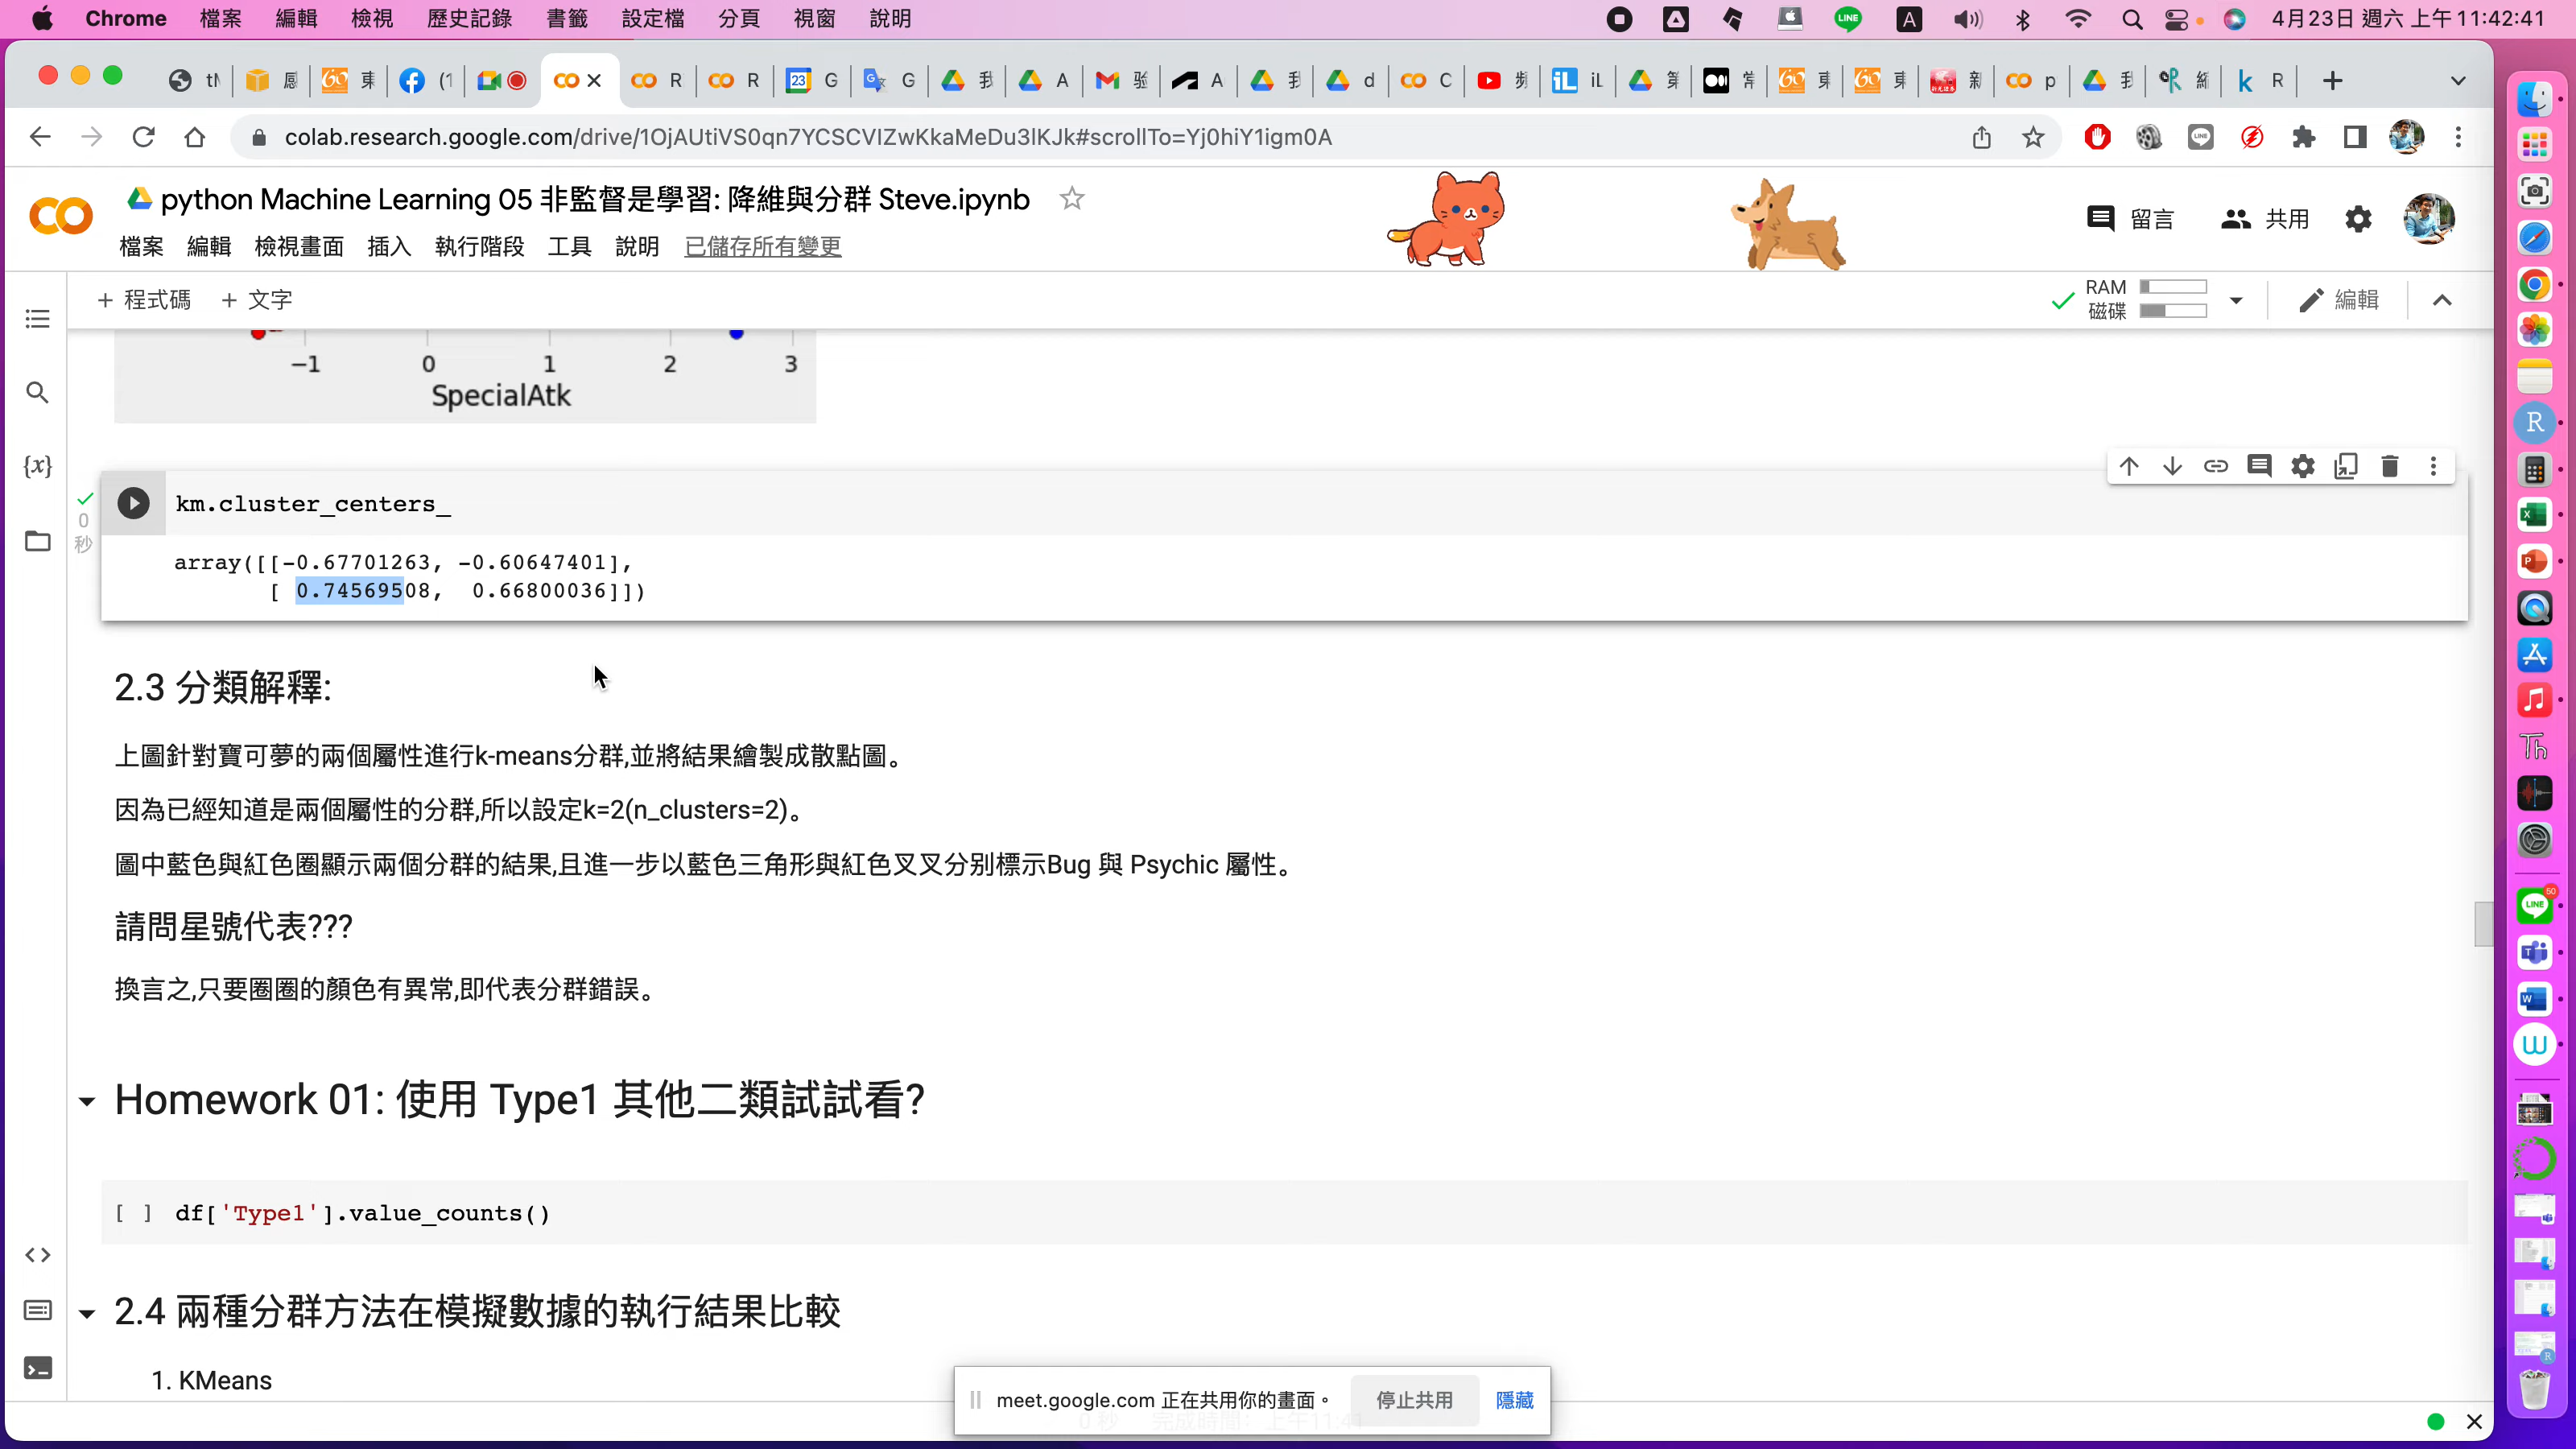 Chrome 檔案 編輯 檢視 歷史記錄 書籤 設定檔 分頁 視窗 說明
LINE A 4月23日 週六 上午11:42:41
colab.research.google.com/drive/1OjAUtiVS0qn7YCSCVIZwKkaMeDu3lKJk#scrollTo=Yj0hiY1igm0A
python Machine Learning 05 非監督是學習: 降維與分群 Steve.ipynb
留言 共用
檔案 編輯 檢視畫面 插入 執行階段 工具 說明 已儲存所有變更
+ 程式碼 + 文字
RAM
磁碟
編輯
−1 0 1 2 3
SpecialAtk
{x}
0
秒
km.cluster_centers_
array([[-0.67701263, -0.60647401],
[ 0.74569508, 0.66800036]])
2.3 分類解釋:
上圖針對寶可夢的兩個屬性進行k-means分群,並將結果繪製成散點圖。
因為已經知道是兩個屬性的分群,所以設定k=2(n_clusters=2)。
圖中藍色與紅色圈顯示兩個分群的結果,且進一步以藍色三角形與紅色叉叉分別標示Bug 與 Psychic 屬性。
請問星號代表???
換言之,只要圈圈的顏色有異常,即代表分群錯誤。
Homework 01: 使用 Type1 其他二類試試看?
[ ] df['Type1'].value_counts()
2.4 兩種分群方法在模擬數據的執行結果比較
1. KMeans
meet.google.com 正在共用你的畫面。 停止共用 隱藏